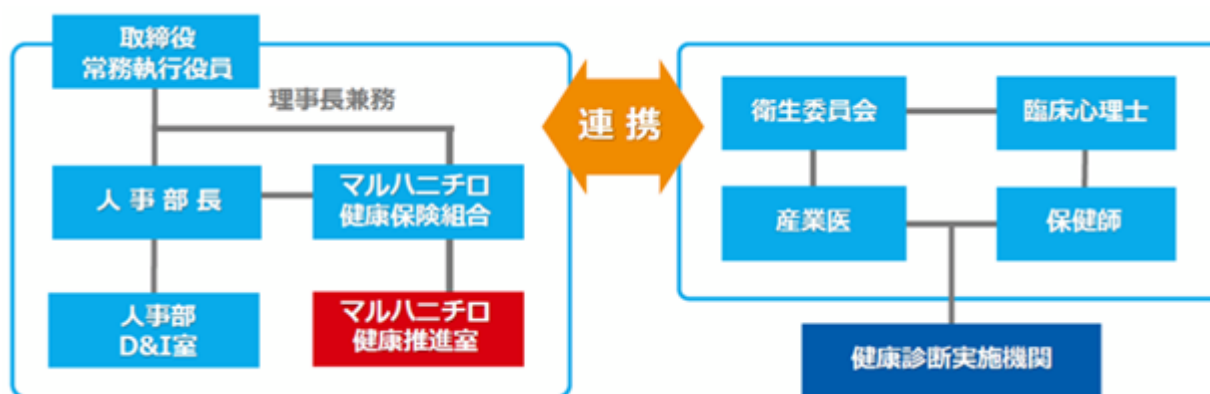 取締役
常務執行役員
理事長兼務
人事部長
マルハニチロ
健康保険組合
人事部
D&I室
マルハニチロ
健康推進室
連携
衛生委員会
臨床心理士
産業医
保健師
健康診断実施機関